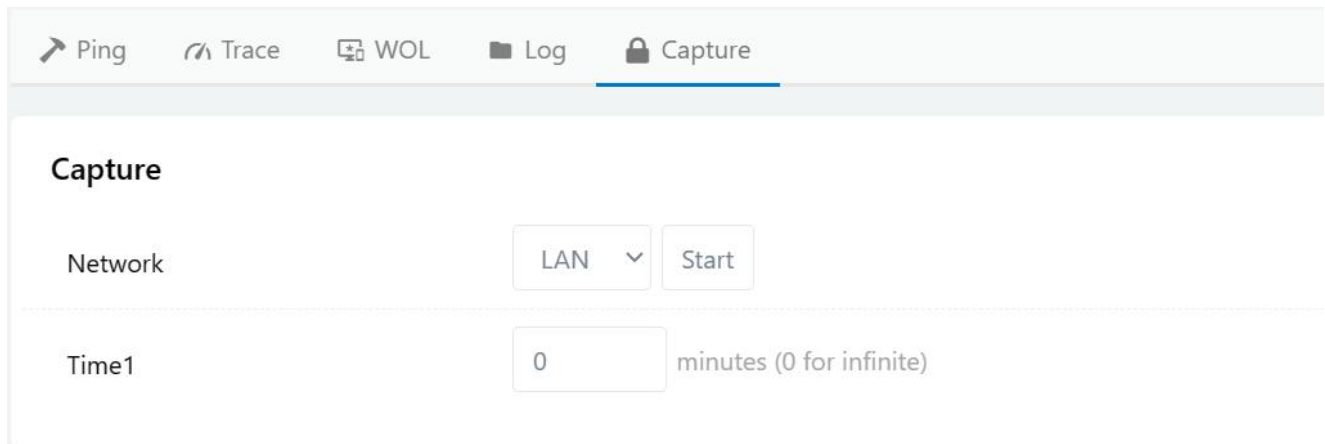 Ping Trace WOL Log Capture
Capture
Network LAN Start
Time1 0 minutes (0 for infinite)